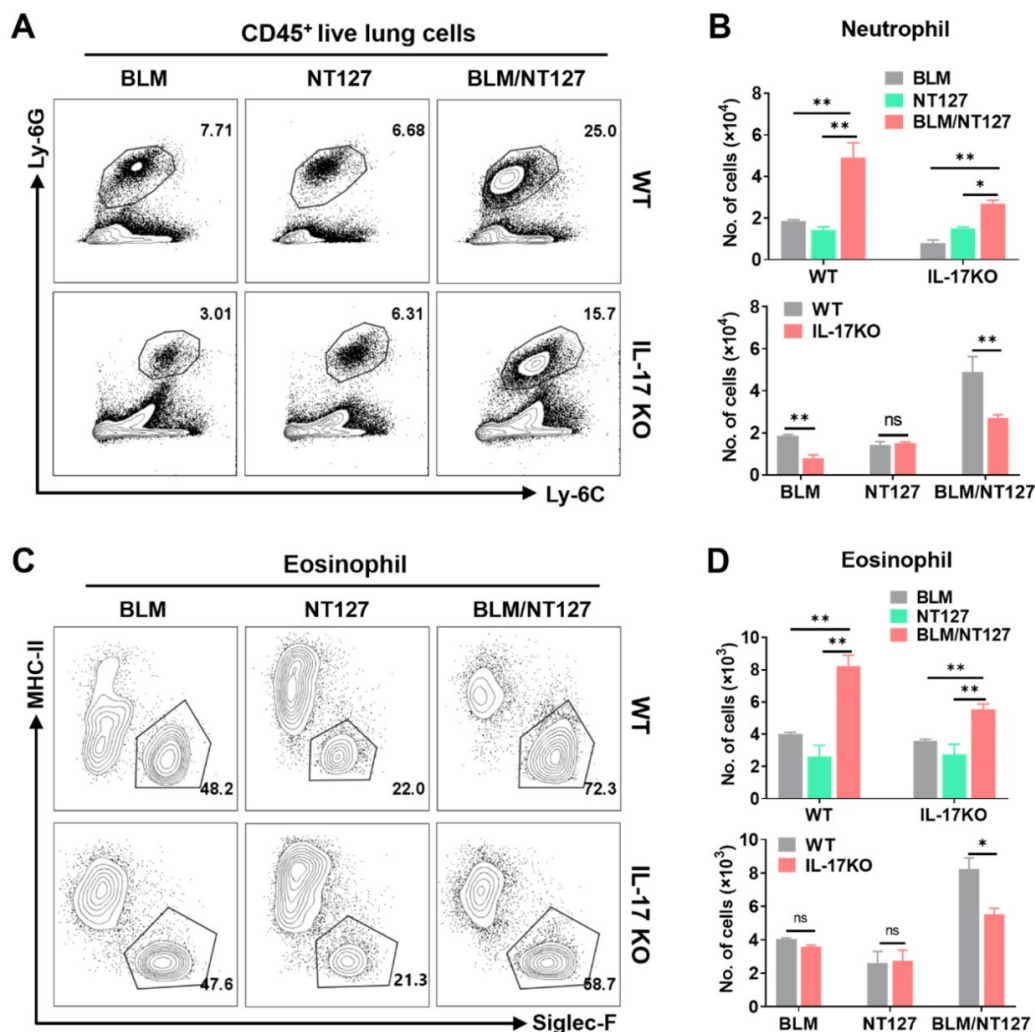 A
CD45⁺ live lung cells
BLM
NT127
BLM/NT127
Ly-6G
7.71
6.68
25.0
WT
3.01
6.31
15.7
IL-17 KO
Ly-6C
B
Neutrophil
BLM
NT127
BLM/NT127
No. of cells (×10⁴)
8
6
4
2
0
**
**
**
*
WT
IL-17KO
WT
IL-17KO
No. of cells (×10⁴)
8
6
4
2
0
**
ns
**
BLM
NT127
BLM/NT127
C
Eosinophil
BLM
NT127
BLM/NT127
MHC-II
48.2
22.0
72.3
WT
47.6
21.3
58.7
IL-17 KO
Siglec-F
D
Eosinophil
BLM
NT127
BLM/NT127
No. of cells (×10³)
10
8
6
4
2
0
**
**
**
**
WT
IL-17KO
WT
IL-17KO
No. of cells (×10³)
10
8
6
4
2
0
ns
ns
*
BLM
NT127
BLM/NT127